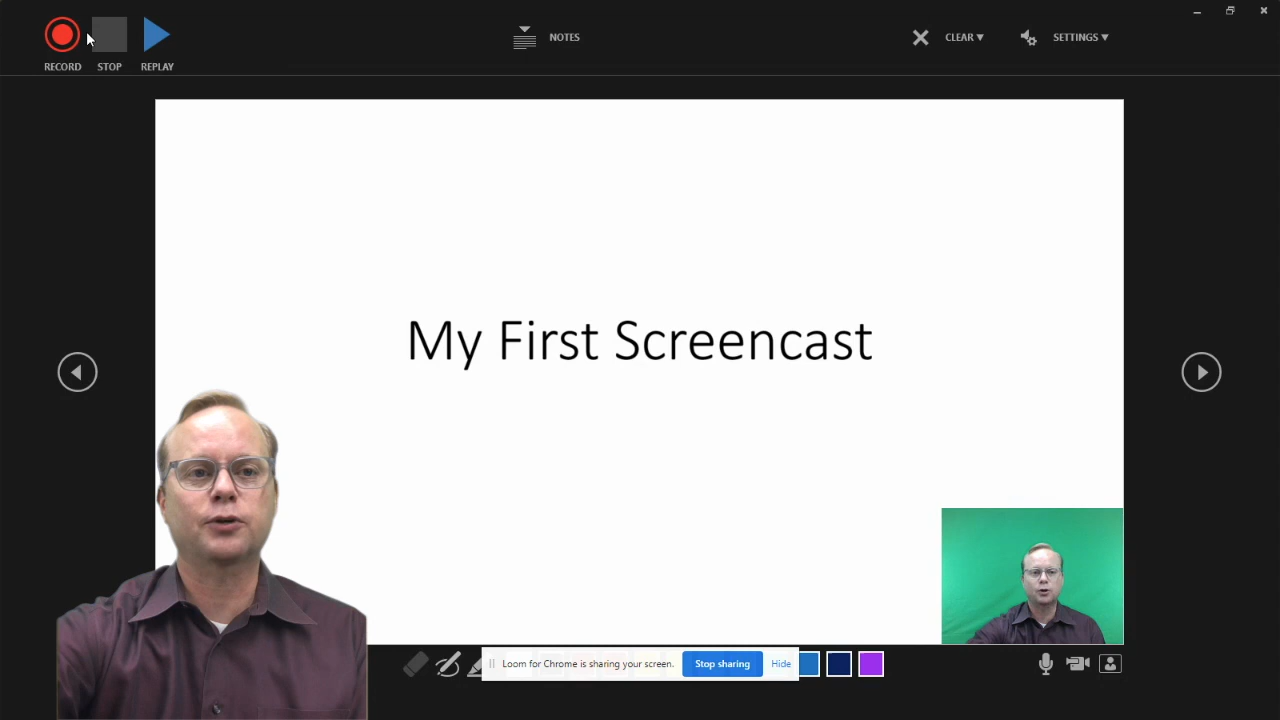 RECORD STOP REPLAY
NOTES
CLEAR
SETTINGS
My First Screencast
Loom for Chrome is sharing your screen. Stop sharing Hide